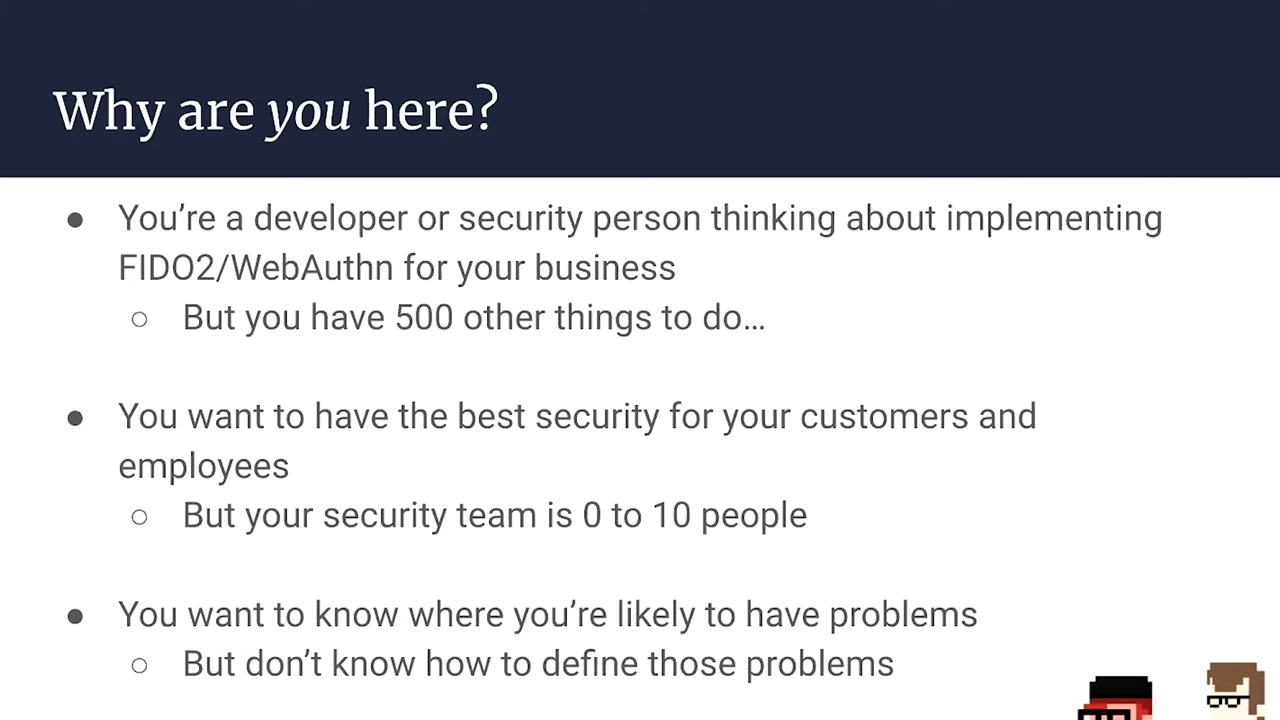 Why are you here?
● You’re a developer or security person thinking about implementing
FIDO2/WebAuthn for your business
○ But you have 500 other things to do…
● You want to have the best security for your customers and
employees
○ But your security team is 0 to 10 people
● You want to know where you’re likely to have problems
○ But don’t know how to define those problems